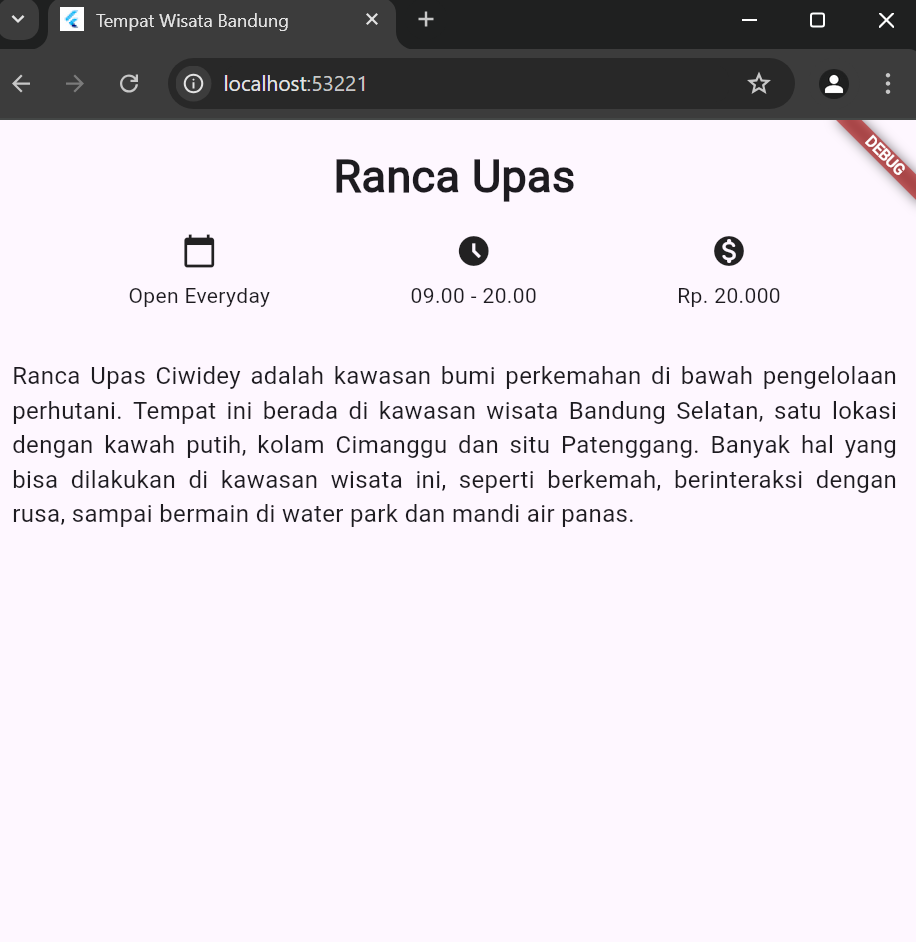 Tempat Wisata Bandung
localhost:53221
DEBUG
Ranca Upas
Open Everyday
09.00 - 20.00
Rp. 20.000
Ranca Upas Ciwidey adalah kawasan bumi perkemahan di bawah pengelolaan
perhutani. Tempat ini berada di kawasan wisata Bandung Selatan, satu lokasi
dengan kawah putih, kolam Cimanggu dan situ Patenggang. Banyak hal yang
bisa dilakukan di kawasan wisata ini, seperti berkemah, berinteraksi dengan
rusa, sampai bermain di water park dan mandi air panas.